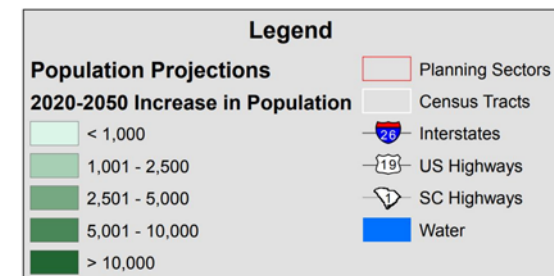 Legend
Population Projections
2020-2050 Increase in Population
< 1,000
1,001 - 2,500
2,501 - 5,000
5,001 - 10,000
> 10,000
Planning Sectors
Census Tracts
26 Interstates
19 US Highways
1 SC Highways
Water